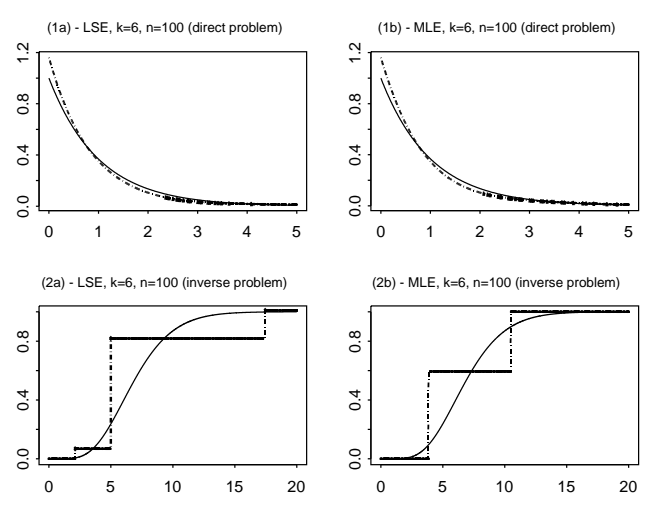 (1a) - LSE, k=6, n=100 (direct problem)
(1b) - MLE, k=6, n=100 (direct problem)
1.2
0.8
0.4
0.0
0 1 2 3 4 5
1.2
0.8
0.4
0.0
0 1 2 3 4 5
(2a) - LSE, k=6, n=100 (inverse problem)
(2b) - MLE, k=6, n=100 (inverse problem)
0.8
0.4
0.0
0 5 10 15 20
0.8
0.4
0.0
0 5 10 15 20